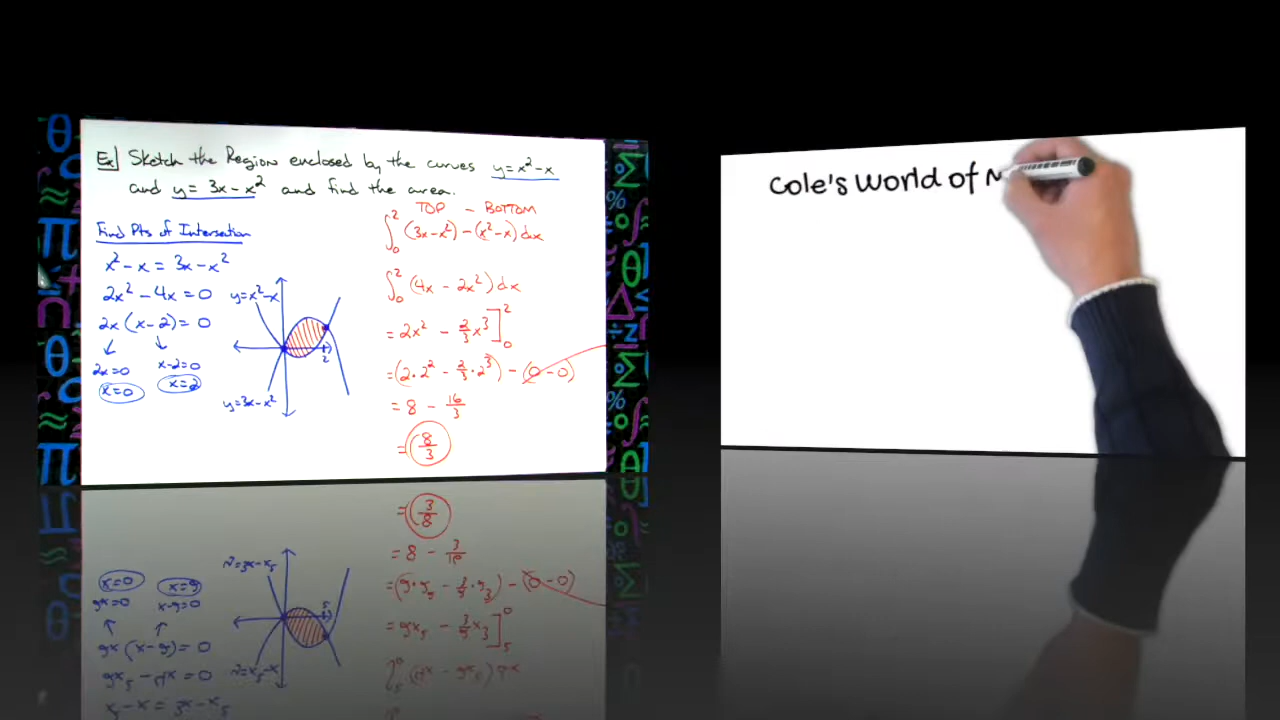 Ex] Sketch the Region enclosed by the curves y=x²-x
and y=3x-x² and find the area.
Find Pts of Intersection
x²-x=3x-x²
2x²-4x=0
2x(x-2)=0
2x=0 x-2=0
x=0 x=2
y=x²-x
2
y=3x-x²
TOP - BOTTOM
∫₀²(3x-x²)-(x²-x)dx
∫₀²(4x-2x²)dx
=2x²-2/3x³]₀²
=(2·2²-2/3·2³)-(0-0)
=8-16/3
=8/3
Cole's World of